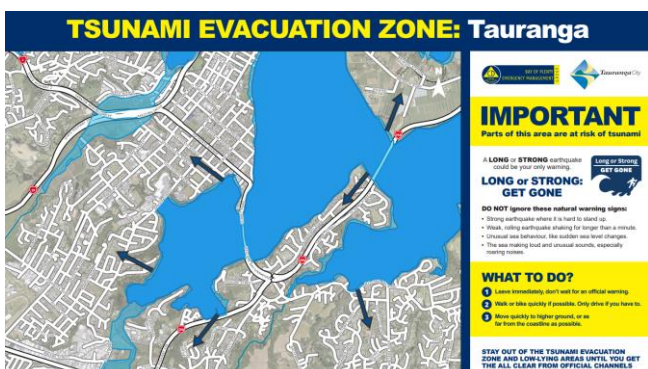 TSUNAMI EVACUATION ZONE: Tauranga
N
BAY OF PLENTY
EMERGENCY MANAGEMENT
Tauranga City
IMPORTANT
Parts of this area are at risk of tsunami
A LONG or STRONG earthquake
could be your only warning.
LONG or STRONG:
GET GONE
Long or Strong
GET GONE
DO NOT ignore these natural warning signs:
• Strong earthquake where it is hard to stand up.
• Weak, rolling earthquake shaking for longer than a minute.
• Unusual sea behaviour, like sudden sea level changes.
• The sea making loud and unusual sounds, especially
roaring noises.
WHAT TO DO?
1 Leave immediately, don't wait for an official warning.
2 Walk or bike quickly if possible. Only drive if you have to.
3 Move quickly to higher ground, or as
far from the coastline as possible.
STAY OUT OF THE TSUNAMI EVACUATION
ZONE AND LOW-LYING AREAS UNTIL YOU GET
THE ALL CLEAR FROM OFFICIAL CHANNELS